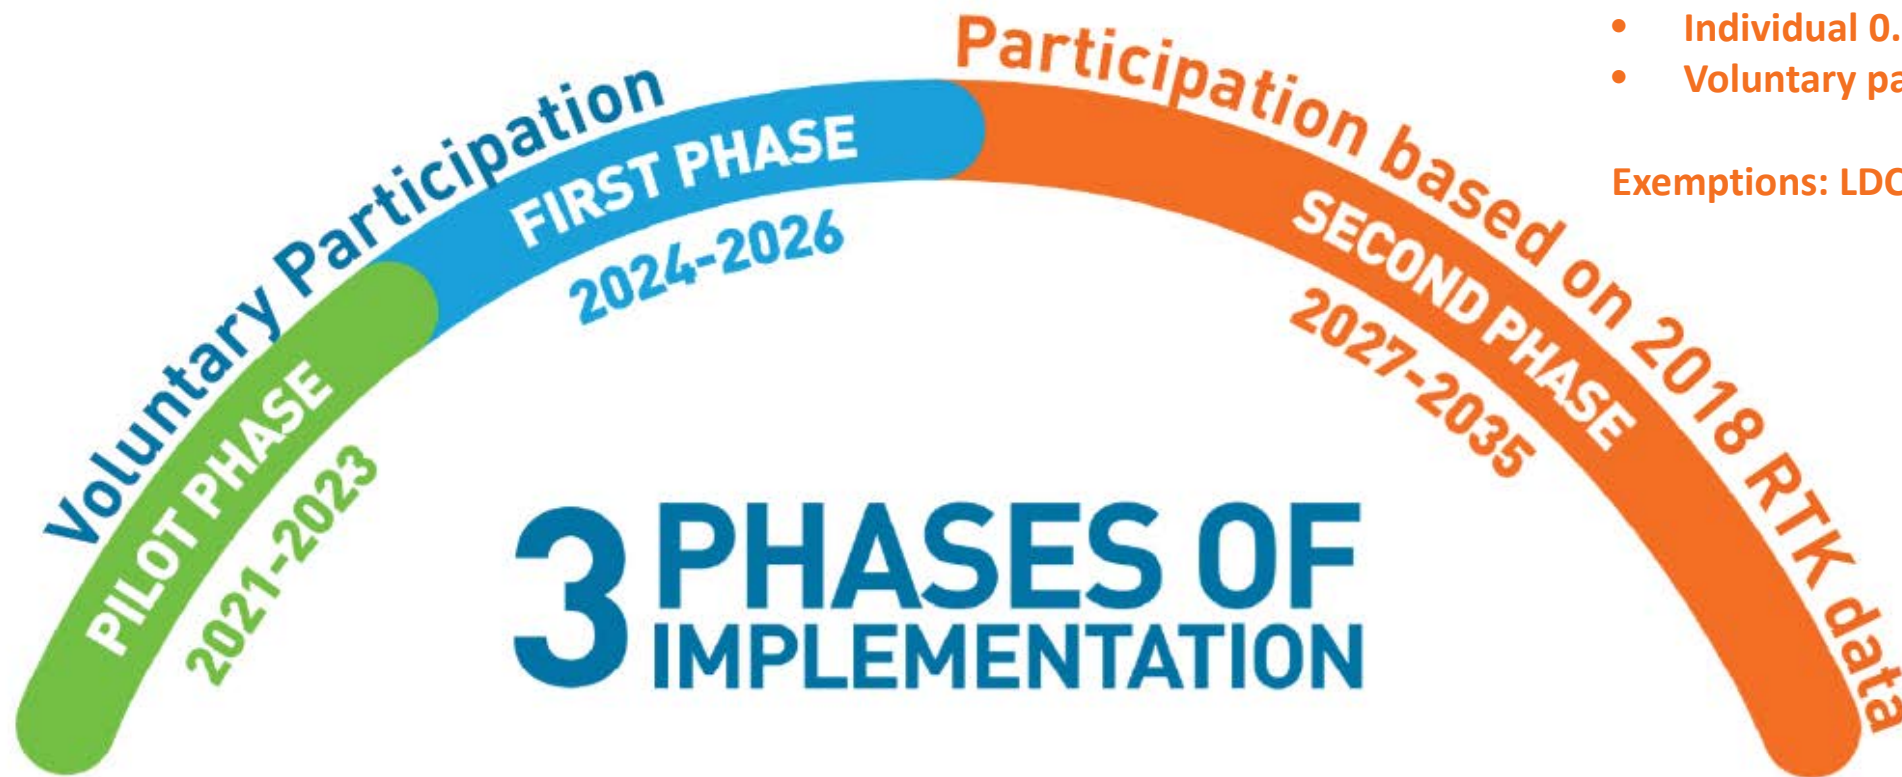 Voluntary Participation
PILOT PHASE
2021-2023
FIRST PHASE
2024-2026
Participation based on 2018 RTK data
SECOND PHASE
2027-2035
3 PHASES OF
IMPLEMENTATION
• Individual 0.
• Voluntary pa
Exemptions: LDC